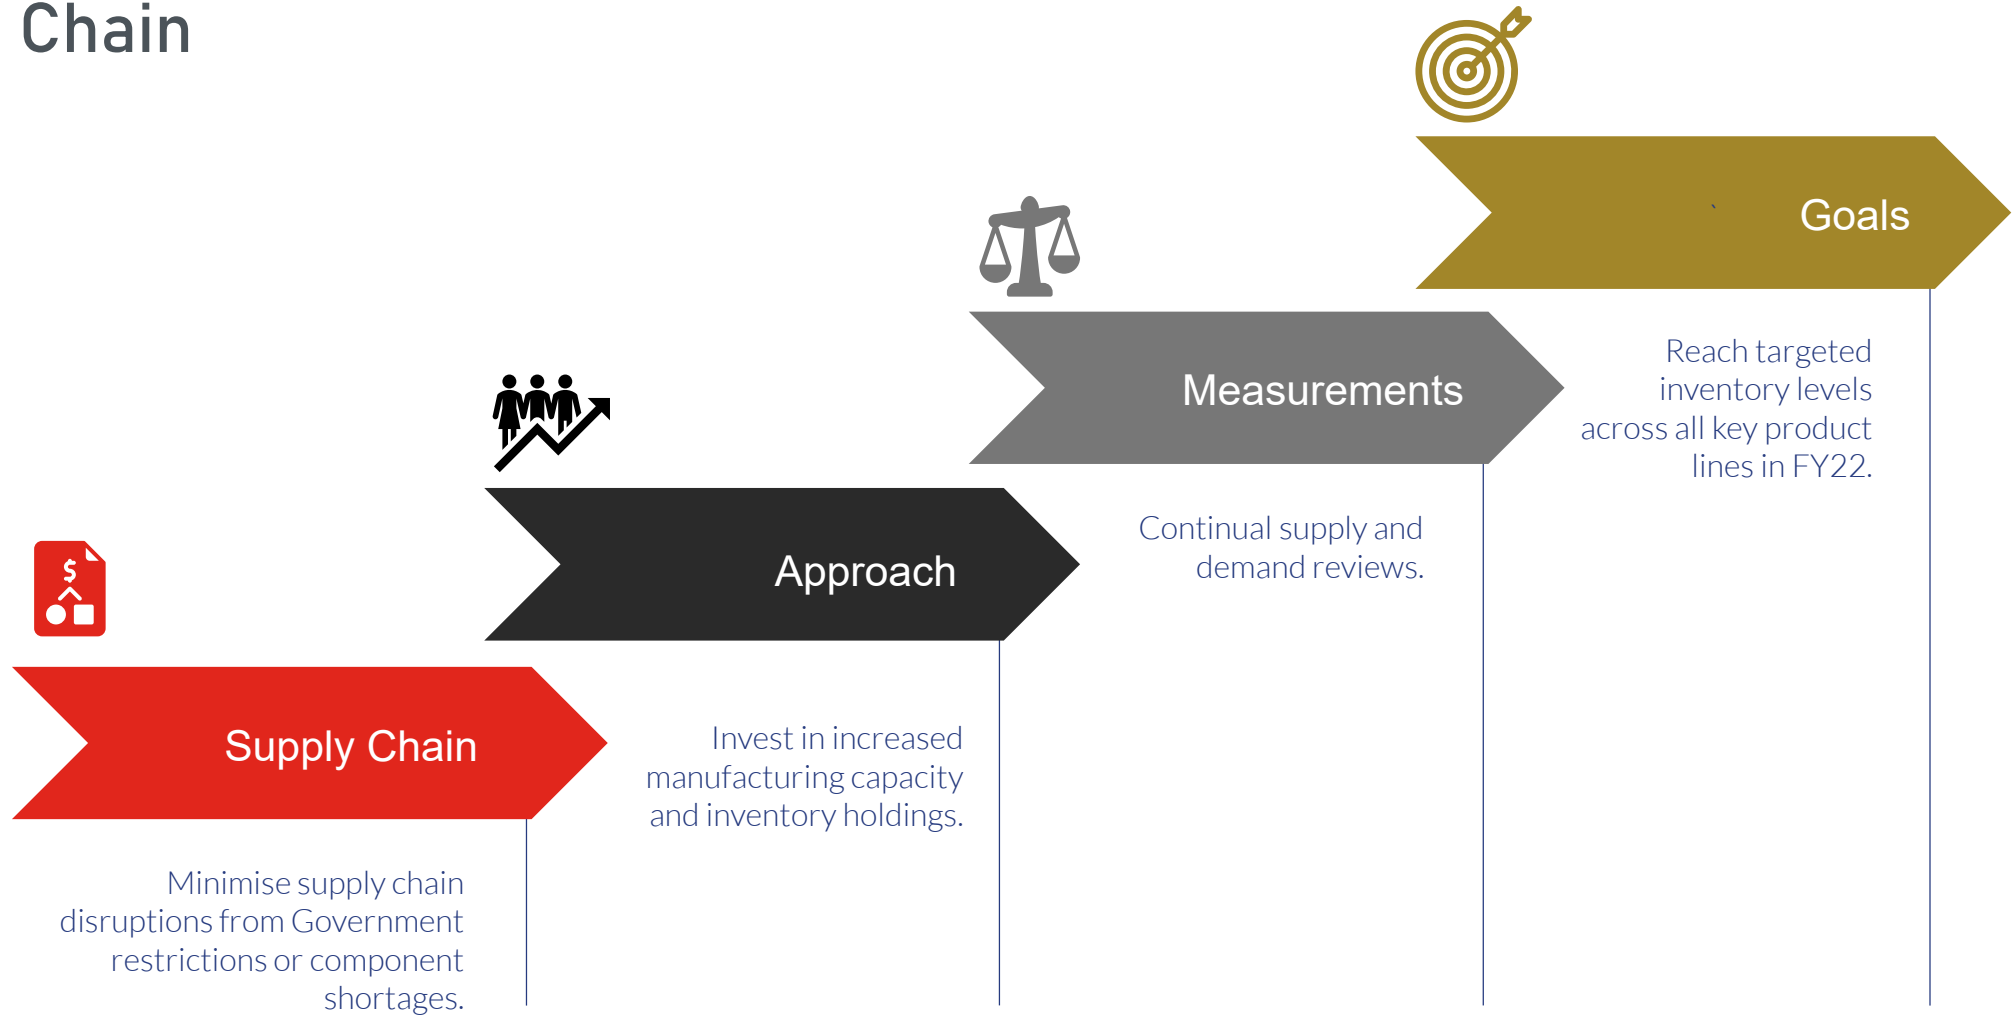 Chain
Goals
Reach targeted
inventory levels
across all key product
lines in FY22.
Measurements
Continual supply and
demand reviews.
Approach
Invest in increased
manufacturing capacity
and inventory holdings.
$
Supply Chain
Minimise supply chain
disruptions from Government
restrictions or component
shortages.